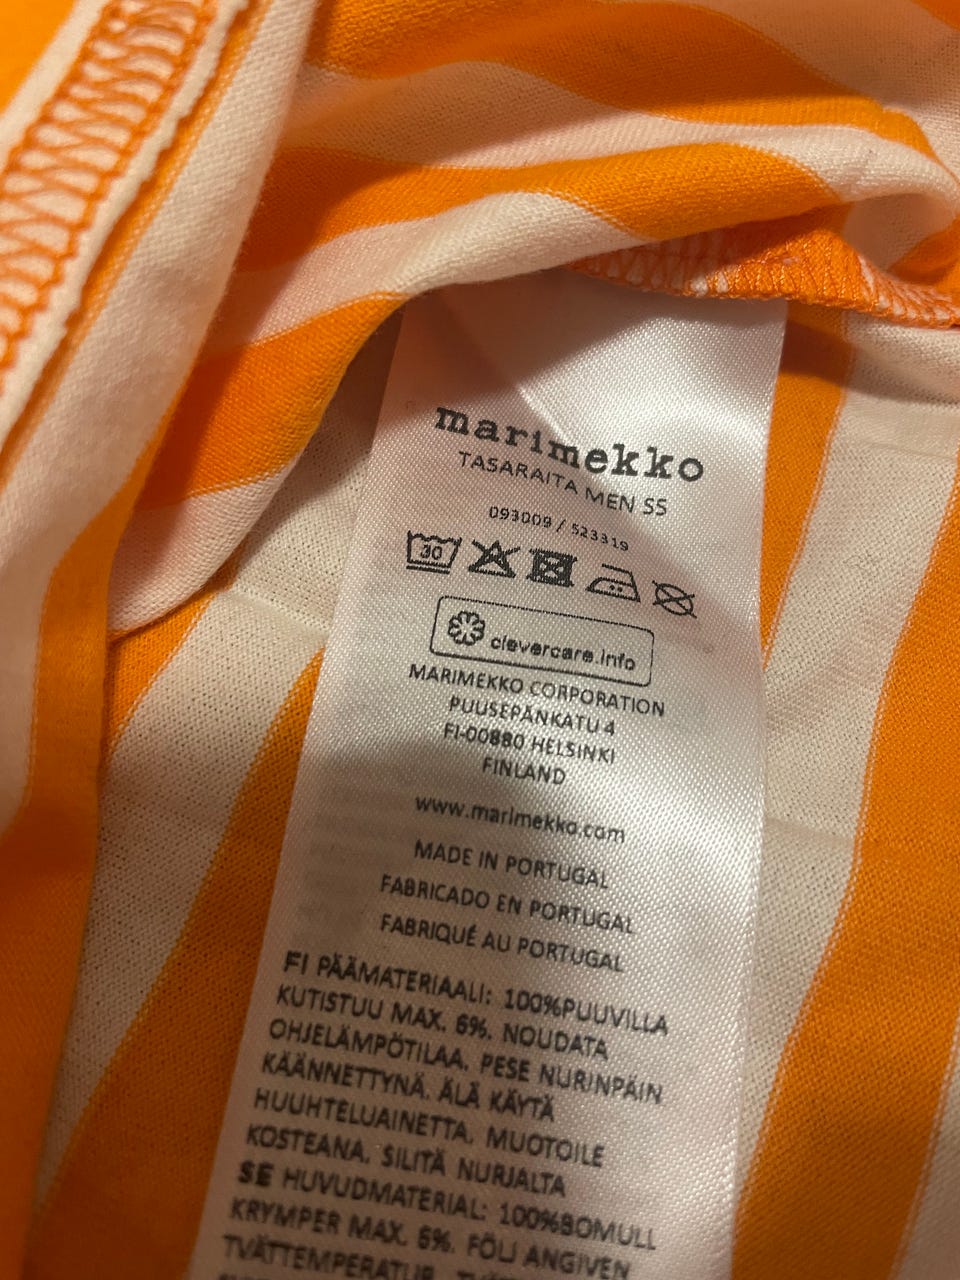 marimekko
TASARAITA MEN SS
093009 / 523319
30
clevercare.info
MARIMEKKO CORPORATION
PUUSEPÄNKATU 4
FI-00880 HELSINKI
FINLAND
www.marimekko.com
MADE IN PORTUGAL
FABRICADO EN PORTUGAL
FABRIQUÉ AU PORTUGAL
FI PÄÄMATERIAALI: 100%PUUVILLA
KUTISTUU MAX. 6%. NOUDATA
OHJELÄMPÖTILAA, PESE NURINPÄIN
KÄÄNNETTYNÄ, ÄLÄ KÄYTÄ
HUUHTELUAINETTA, MUOTOILE
KOSTEANA, SILITÄ NURJALTA
SE HUVUDMATERIAL: 100%BOMULL
KRYMPER MAX. 6%. FÖLJ ANGIVEN
TVÄTTEMPERATUR,